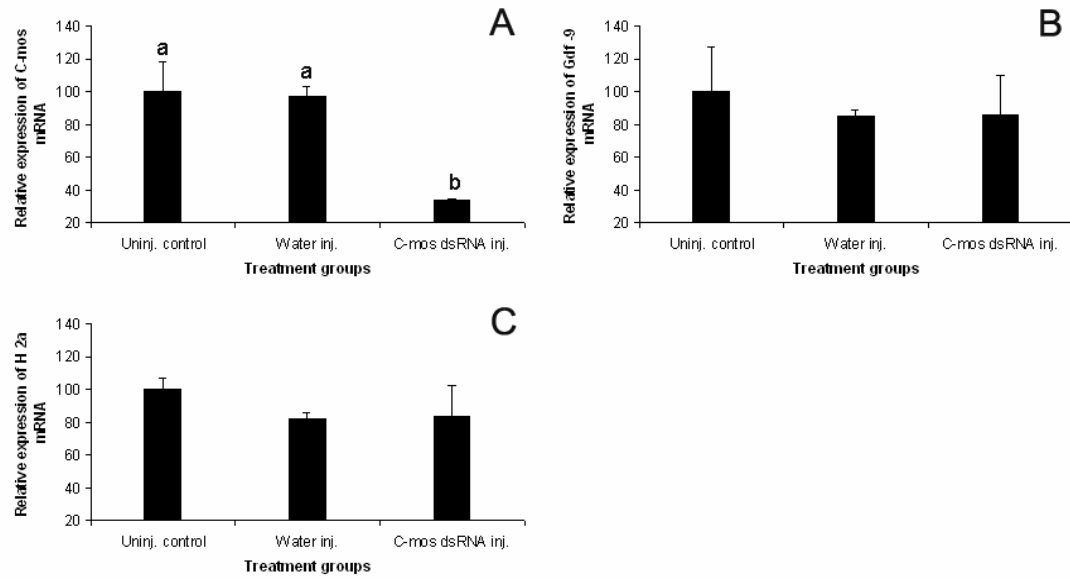 A
Relative expression of C-mos
mRNA
140
120
100
80
60
40
20
a
a
b
Uninj. control
Water inj.
C-mos dsRNA inj.
Treatment groups
B
Relative expression of Gdf -9
mRNA
140
120
100
80
60
40
20
Uninj. control
Water inj.
C-mos dsRNA inj.
Treatment groups
C
Relative expression of H 2a
mRNA
140
120
100
80
60
40
20
Uninj. control
Water inj.
C-mos dsRNA inj.
Treatment groups